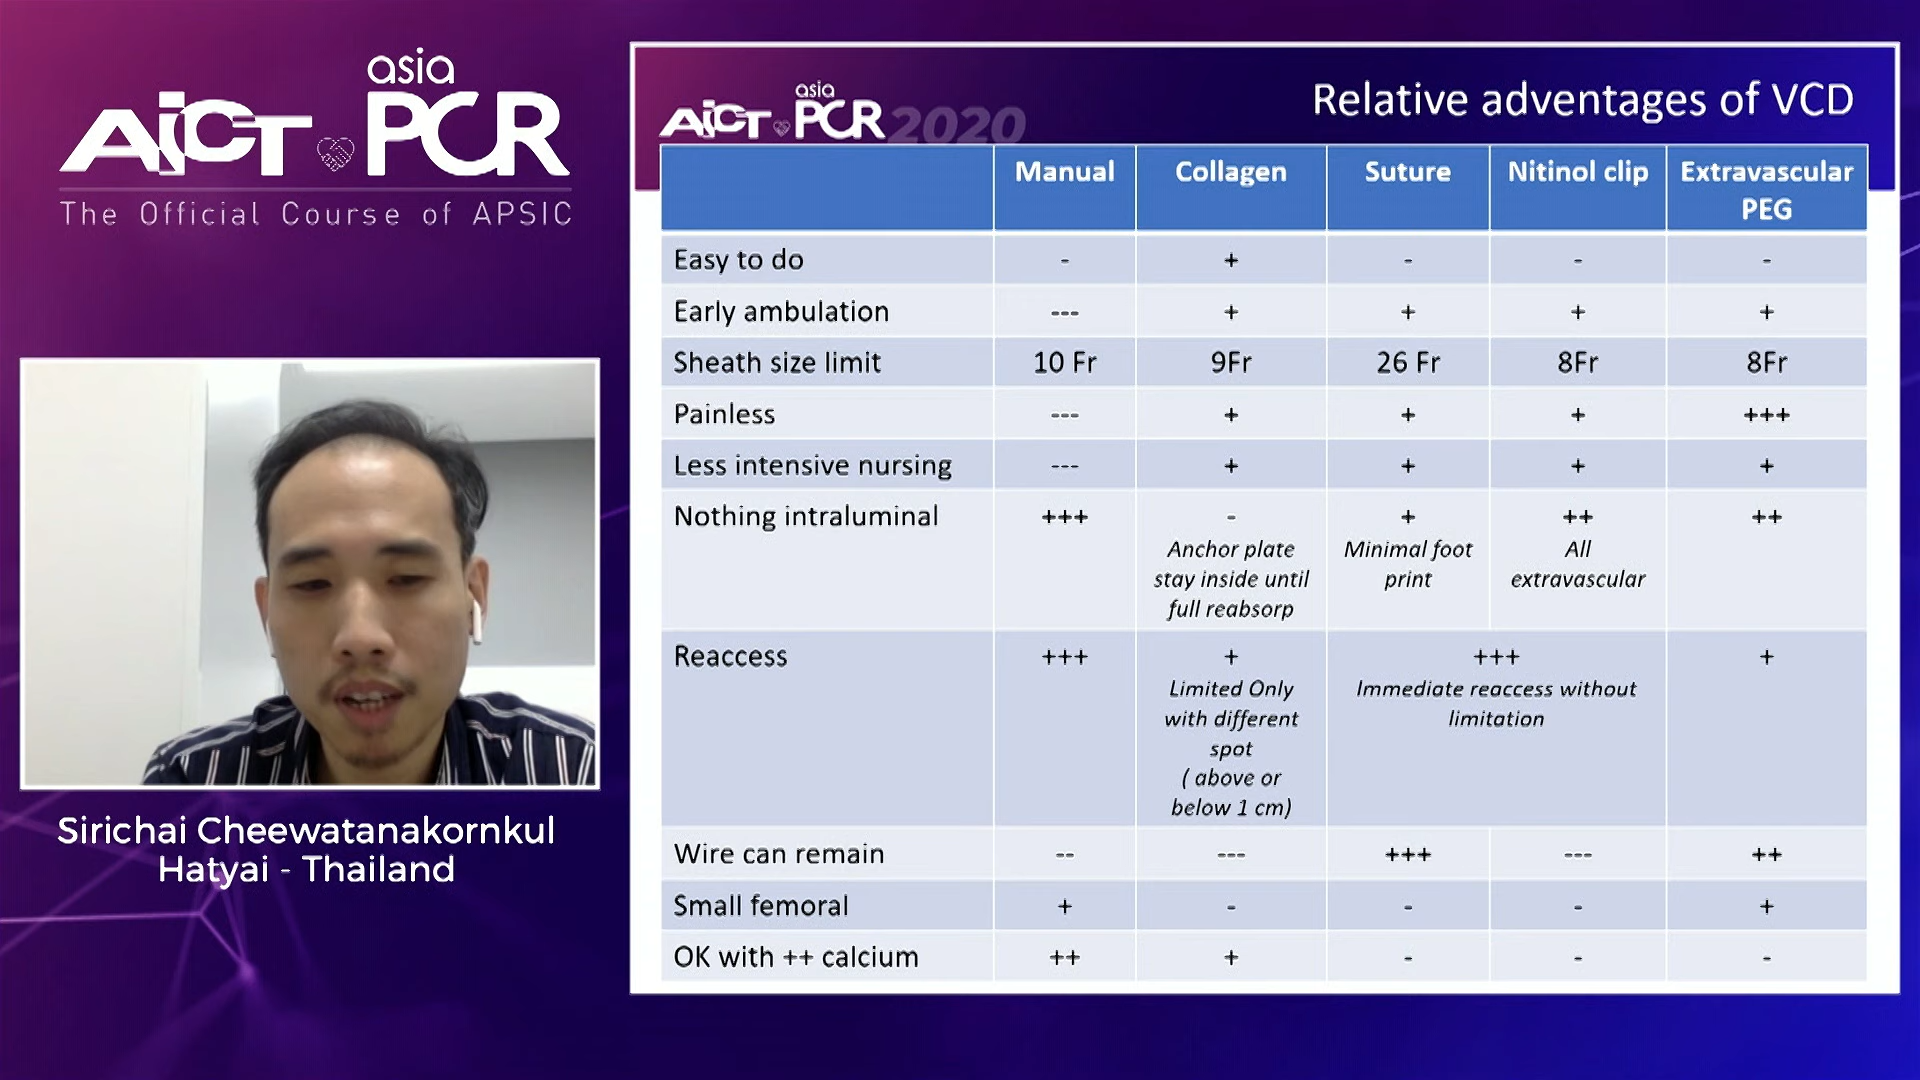 asia
AICT PCR
The Official Course of APSIC
Sirichai Cheewatanakornkul
Hatyai - Thailand
asia
AICT PCR 2020
Relative adventages of VCD
Manual Collagen Suture Nitinol clip Extravascular
PEG
Easy to do - + - - -
Early ambulation --- + + + +
Sheath size limit 10 Fr 9Fr 26 Fr 8Fr 8Fr
Painless --- + + + +++
Less intensive nursing --- + + + +
Nothing intraluminal +++ - + ++ ++
Anchor plate Minimal foot All
stay inside until print extravascular
full reabsorp
Reaccess +++ + +++ +
Limited Only Immediate reaccess without
with different limitation
spot
( above or
below 1 cm)
Wire can remain -- --- +++ --- ++
Small femoral + - - - +
OK with ++ calcium ++ + - - -